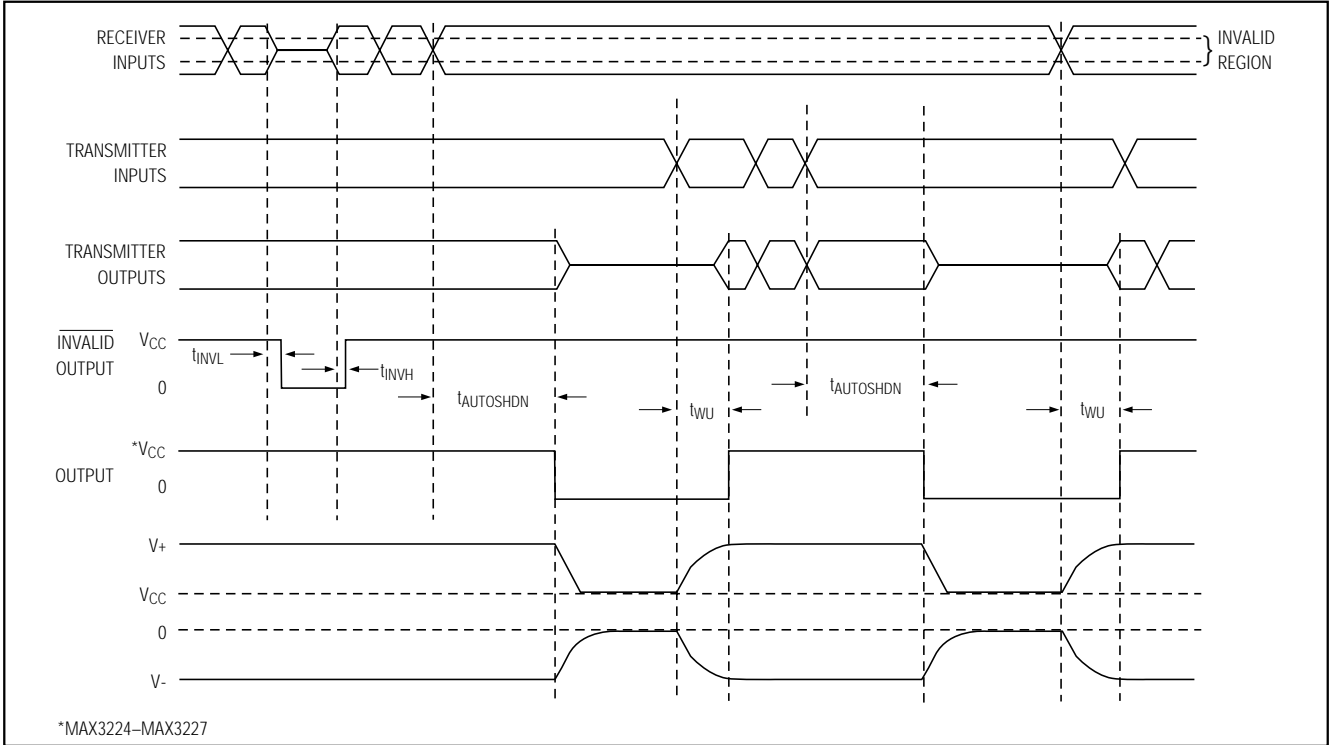 RECEIVER
INPUTS
INVALID
REGION
TRANSMITTER
INPUTS
TRANSMITTER
OUTPUTS
INVALID
OUTPUT
VCC
0
tINVL
tINVH
tAUTOSHDN
tWU
tAUTOSHDN
tWU
OUTPUT
*VCC
0
V+
VCC
0
V-
*MAX3224–MAX3227